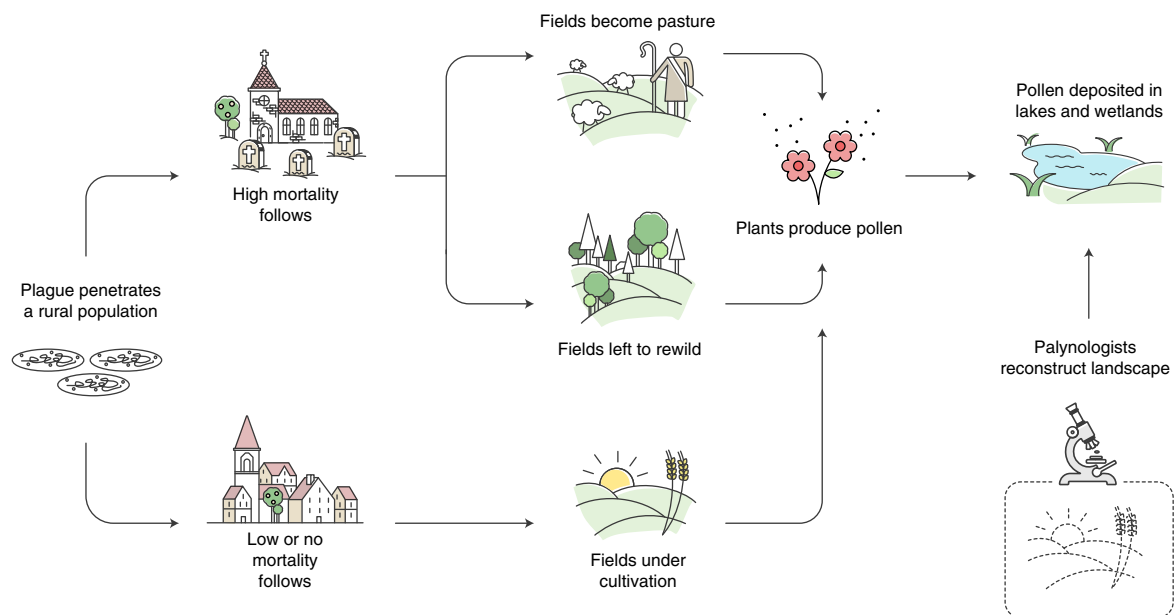 Plague penetrates
a rural population
High mortality
follows
Low or no
mortality
follows
Fields become pasture
Fields left to rewild
Fields under
cultivation
Plants produce pollen
Pollen deposited in
lakes and wetlands
Palynologists
reconstruct landscape